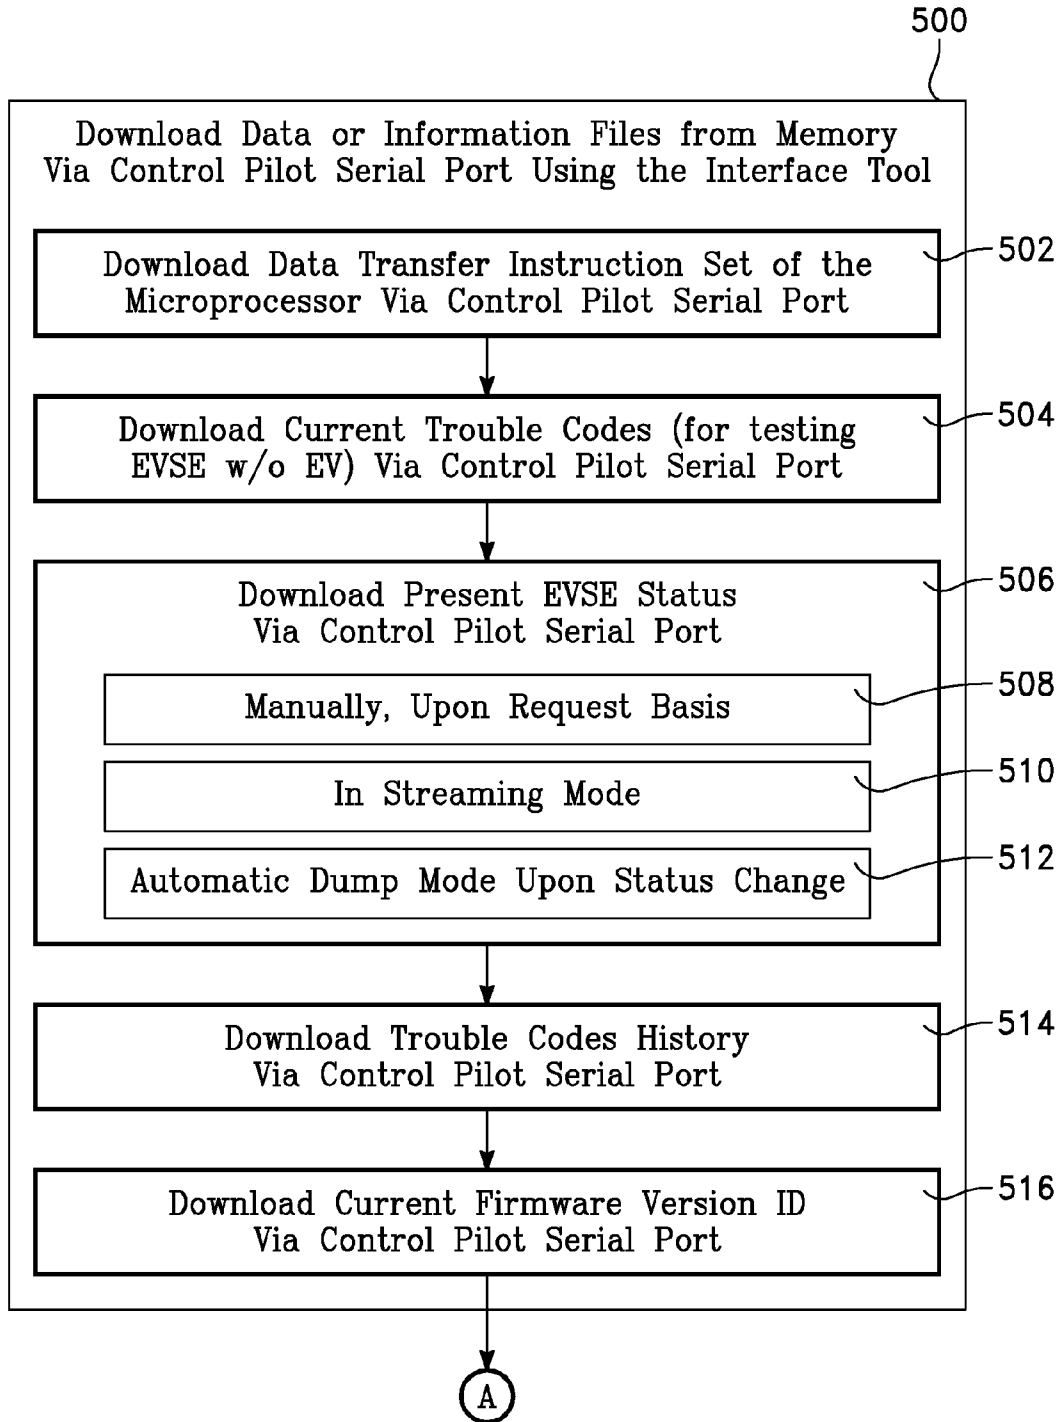 500
Download Data or Information Files from Memory
Via Control Pilot Serial Port Using the Interface Tool
502
Download Data Transfer Instruction Set of the
Microprocessor Via Control Pilot Serial Port
504
Download Current Trouble Codes (for testing
EVSE w/o EV) Via Control Pilot Serial Port
506
Download Present EVSE Status
Via Control Pilot Serial Port
508
Manually, Upon Request Basis
510
In Streaming Mode
512
Automatic Dump Mode Upon Status Change
514
Download Trouble Codes History
Via Control Pilot Serial Port
516
Download Current Firmware Version ID
Via Control Pilot Serial Port
A